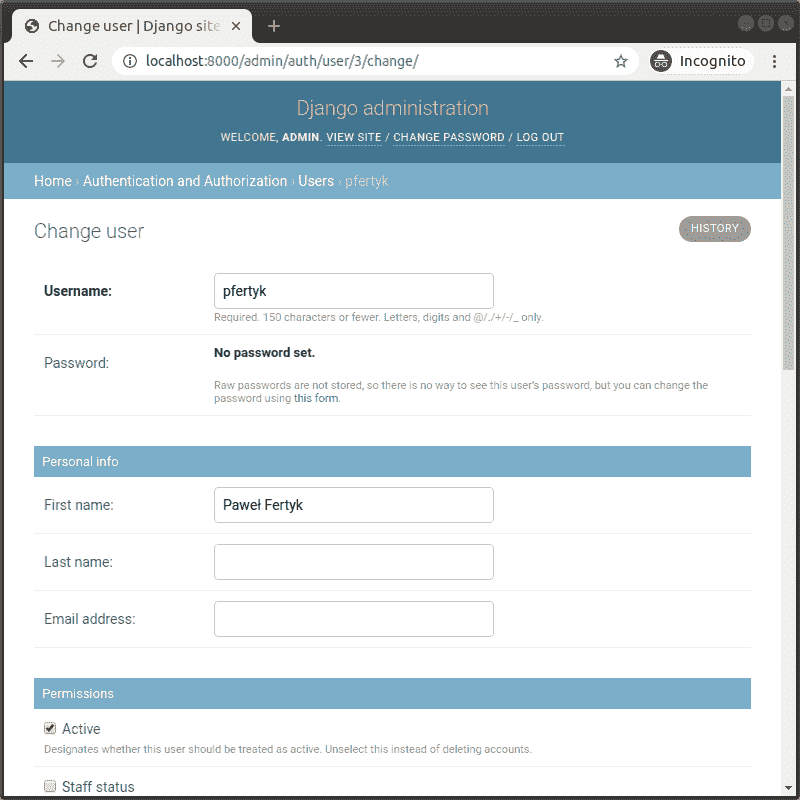 Change user | Django site
localhost:8000/admin/auth/user/3/change/
Incognito
Django administration
WELCOME, ADMIN. VIEW SITE / CHANGE PASSWORD / LOG OUT
Home › Authentication and Authorization › Users › pfertyk
Change user
HISTORY
Username:
pfertyk
Required. 150 characters or fewer. Letters, digits and @/./+/-/_ only.
Password:
No password set.
Raw passwords are not stored, so there is no way to see this user's password, but you can change the
password using this form.
Personal info
First name:
Paweł Fertyk
Last name:
Email address:
Permissions
Active
Designates whether this user should be treated as active. Unselect this instead of deleting accounts.
Staff status